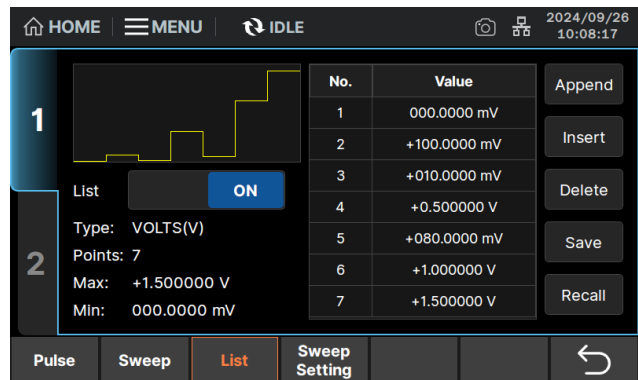 HOME MENU IDLE 2024/09/26
10:08:17
1
2
List ON
Type: VOLTS(V)
Points: 7
Max: +1.500000 V
Min: 000.0000 mV
No. Value
1 000.0000 mV
2 +100.0000 mV
3 +010.0000 mV
4 +0.500000 V
5 +080.0000 mV
6 +1.000000 V
7 +1.500000 V
Append
Insert
Delete
Save
Recall
Pulse
Sweep
List
Sweep
Setting